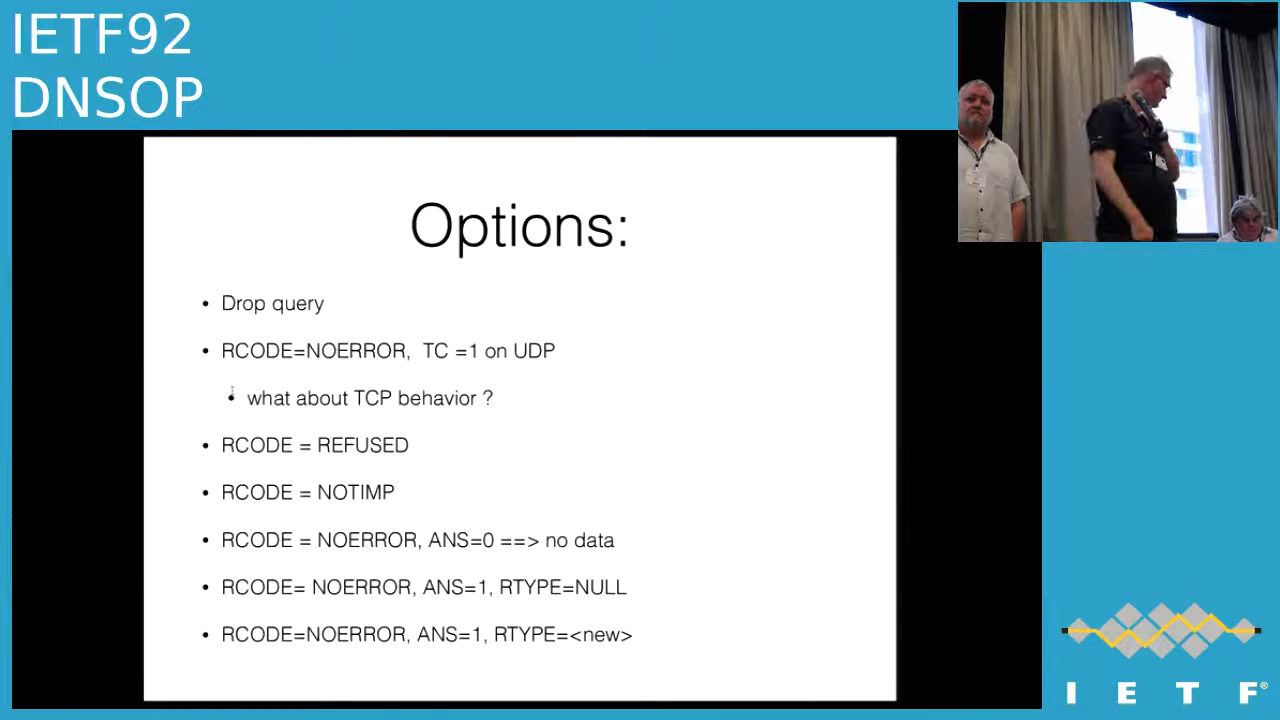 IETF92
DNSOP
Options:
• Drop query
• RCODE=NOERROR, TC =1 on UDP
• what about TCP behavior ?
• RCODE = REFUSED
• RCODE = NOTIMP
• RCODE = NOERROR, ANS=0 ==> no data
• RCODE= NOERROR, ANS=1, RTYPE=NULL
• RCODE=NOERROR, ANS=1, RTYPE=<new>
I E T F®